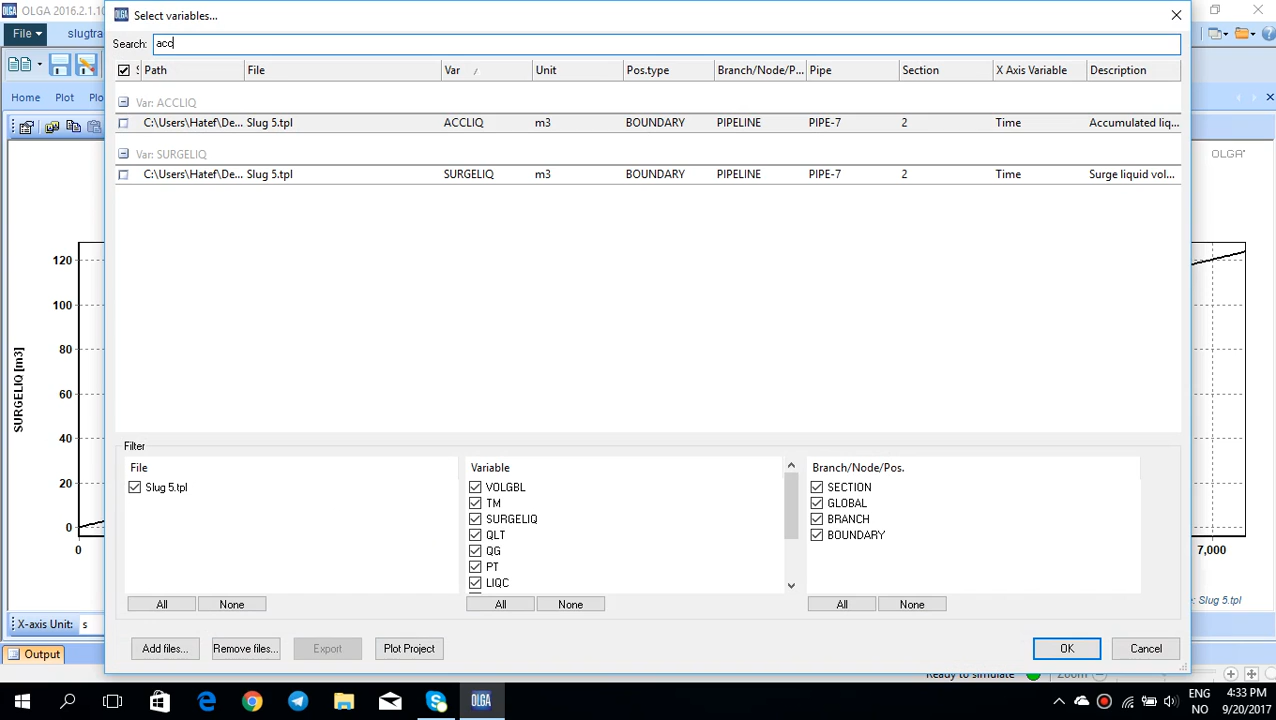 OLGA 2016.2.1.10
Select variables...
File
slugtra
Search: acc
Path File Var Unit Pos.type Branch/Node/P... Pipe Section X Axis Variable Description
Home Plot Plo
Var: ACCLIQ
C:\Users\Hatef\De... Slug 5.tpl ACCLIQ m3 BOUNDARY PIPELINE PIPE-7 2 Time Accumulated liq...
Var: SURGELIQ
C:\Users\Hatef\De... Slug 5.tpl SURGELIQ m3 BOUNDARY PIPELINE PIPE-7 2 Time Surge liquid vol...
OLGA
120
100
80
60
40
20
0
SURGELIQ [m3]
0
7,000
Filter
File Variable Branch/Node/Pos.
Slug 5.tpl VOLGBL SECTION
TM GLOBAL
SURGELIQ BRANCH
QLT BOUNDARY
QG
PT
LIQC
All None All None All None
: Slug 5.tpl
X-axis Unit: s
Add files... Remove files... Export Plot Project OK Cancel
Output
Ready to simulate Zoom
ENG 4:33 PM
NO 9/20/2017